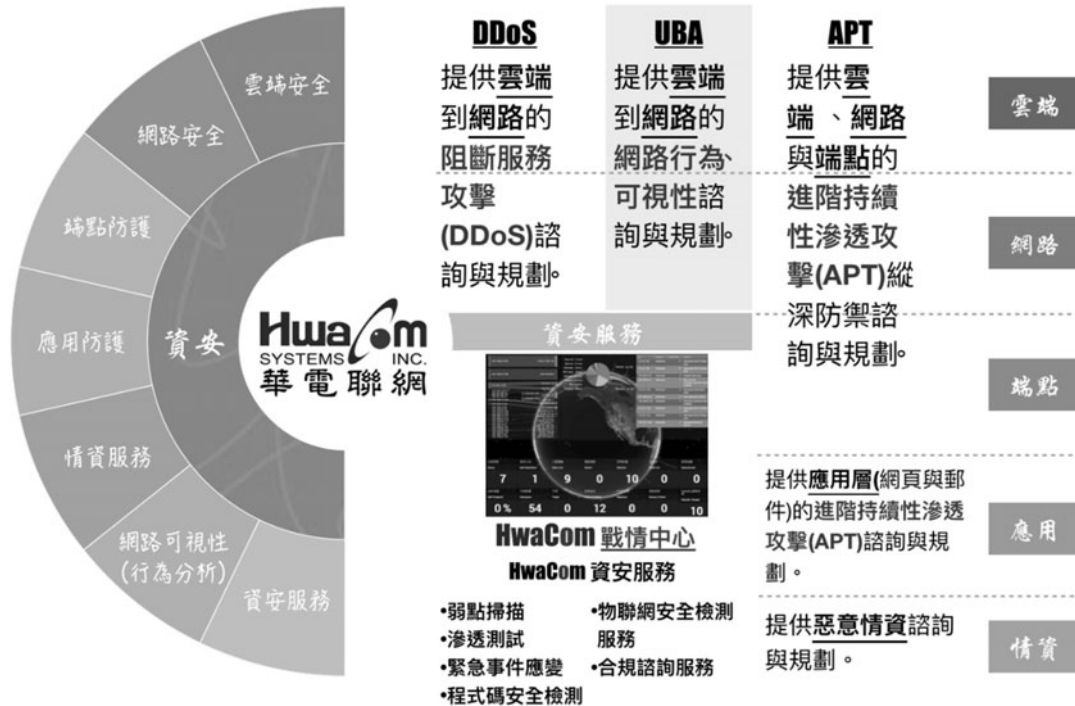 雲端安全
網路安全
端點防護
應用防護
情資服務
網路可視性
(行為分析)
資安服務
資安
HwaCom
SYSTEMS INC.
華電聯網
DDoS
提供雲端
到網路的
阻斷服務
攻擊
(DDoS)諮
詢與規劃。
UBA
提供雲端
到網路的
網路行為、
可視性諮
詢與規劃。
APT
提供雲
端、網路
與端點的
進階持續
性滲透攻
擊(APT)縱
深防禦諮
詢與規劃。
雲端
網路
端點
資安服務
7 1 9 0 10 0 0
0 % 54 0 12 0 0 10
HwaCom 戰情中心
HwaCom 資安服務
•弱點掃描
•滲透測試
•緊急事件應變
•程式碼安全檢測
•物聯網安全檢測
服務
•合規諮詢服務
提供應用層(網頁與郵
件)的進階持續性滲透
攻擊(APT)諮詢與規
劃。
應用
提供惡意情資諮詢
與規劃。
情資